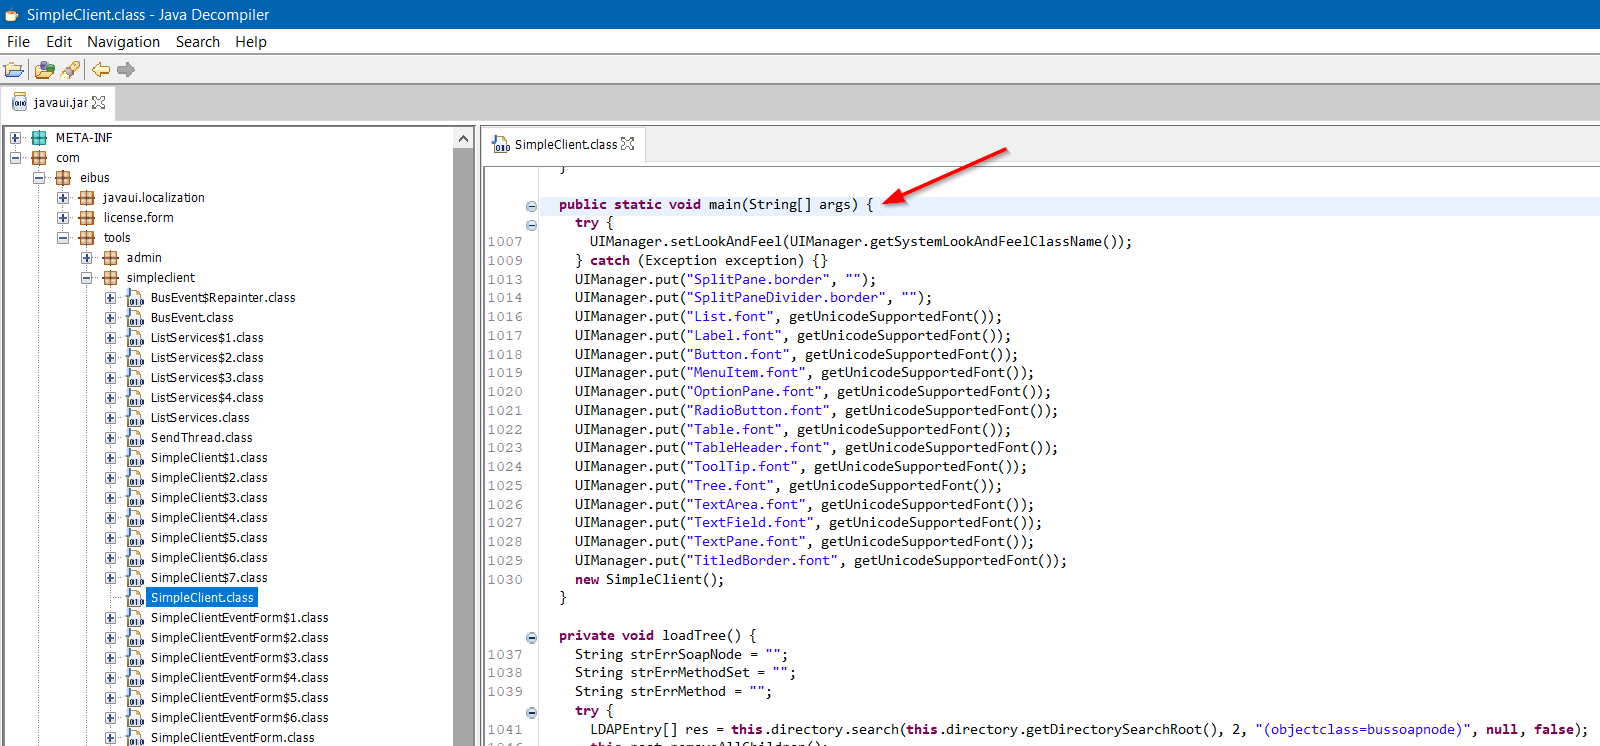 SimpleClient.class - Java Decompiler
File Edit Navigation Search Help
javaui.jar
META-INF
com
eibus
javaui.localization
license.form
tools
admin
simpleclient
BusEvent$Repainter.class
BusEvent.class
ListServices$1.class
ListServices$2.class
ListServices$3.class
ListServices$4.class
ListServices.class
SendThread.class
SimpleClient$1.class
SimpleClient$2.class
SimpleClient$3.class
SimpleClient$4.class
SimpleClient$5.class
SimpleClient$6.class
SimpleClient$7.class
SimpleClient.class
SimpleClientEventForm$1.class
SimpleClientEventForm$2.class
SimpleClientEventForm$3.class
SimpleClientEventForm$4.class
SimpleClientEventForm$5.class
SimpleClientEventForm$6.class
SimpleClientEventForm.class
SimpleClient.class
}
public static void main(String[] args) {
try {
1007 UIManager.setLookAndFeel(UIManager.getSystemLookAndFeelClassName());
1009 } catch (Exception exception) {}
1013 UIManager.put("SplitPane.border", "");
1014 UIManager.put("SplitPaneDivider.border", "");
1016 UIManager.put("List.font", getUnicodeSupportedFont());
1017 UIManager.put("Label.font", getUnicodeSupportedFont());
1018 UIManager.put("Button.font", getUnicodeSupportedFont());
1019 UIManager.put("MenuItem.font", getUnicodeSupportedFont());
1020 UIManager.put("OptionPane.font", getUnicodeSupportedFont());
1021 UIManager.put("RadioButton.font", getUnicodeSupportedFont());
1022 UIManager.put("Table.font", getUnicodeSupportedFont());
1023 UIManager.put("TableHeader.font", getUnicodeSupportedFont());
1024 UIManager.put("ToolTip.font", getUnicodeSupportedFont());
1025 UIManager.put("Tree.font", getUnicodeSupportedFont());
1026 UIManager.put("TextArea.font", getUnicodeSupportedFont());
1027 UIManager.put("TextField.font", getUnicodeSupportedFont());
1028 UIManager.put("TextPane.font", getUnicodeSupportedFont());
1029 UIManager.put("TitledBorder.font", getUnicodeSupportedFont());
1030 new SimpleClient();
}
private void loadTree() {
1037 String strErrSoapNode = "";
1038 String strErrMethodSet = "";
1039 String strErrMethod = "";
try {
1041 LDAPEntry[] res = this.directory.search(this.directory.getDirectorySearchRoot(), 2, "(objectclass=bussoapnode)", null, false);